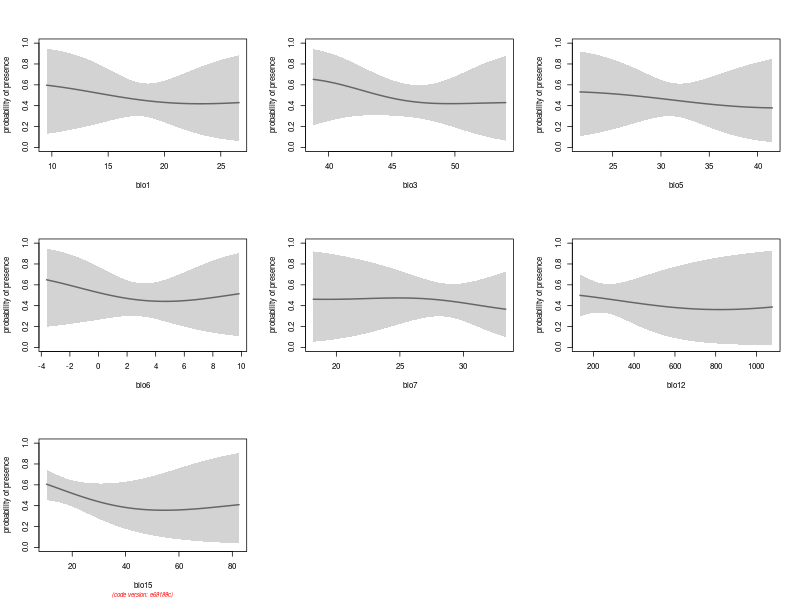 probability of presence
0.0 0.2 0.4 0.6 0.8 1.0
10 15 20 25
bio1
probability of presence
0.0 0.2 0.4 0.6 0.8 1.0
40 45 50
bio3
probability of presence
0.0 0.2 0.4 0.6 0.8 1.0
25 30 35 40
bio5
probability of presence
0.0 0.2 0.4 0.6 0.8 1.0
-4 -2 0 2 4 6 8 10
bio6
probability of presence
0.0 0.2 0.4 0.6 0.8 1.0
20 25 30
bio7
probability of presence
0.0 0.2 0.4 0.6 0.8 1.0
200 400 600 800 1000
bio12
probability of presence
0.0 0.2 0.4 0.6 0.8 1.0
20 40 60 80
bio15
(code version: